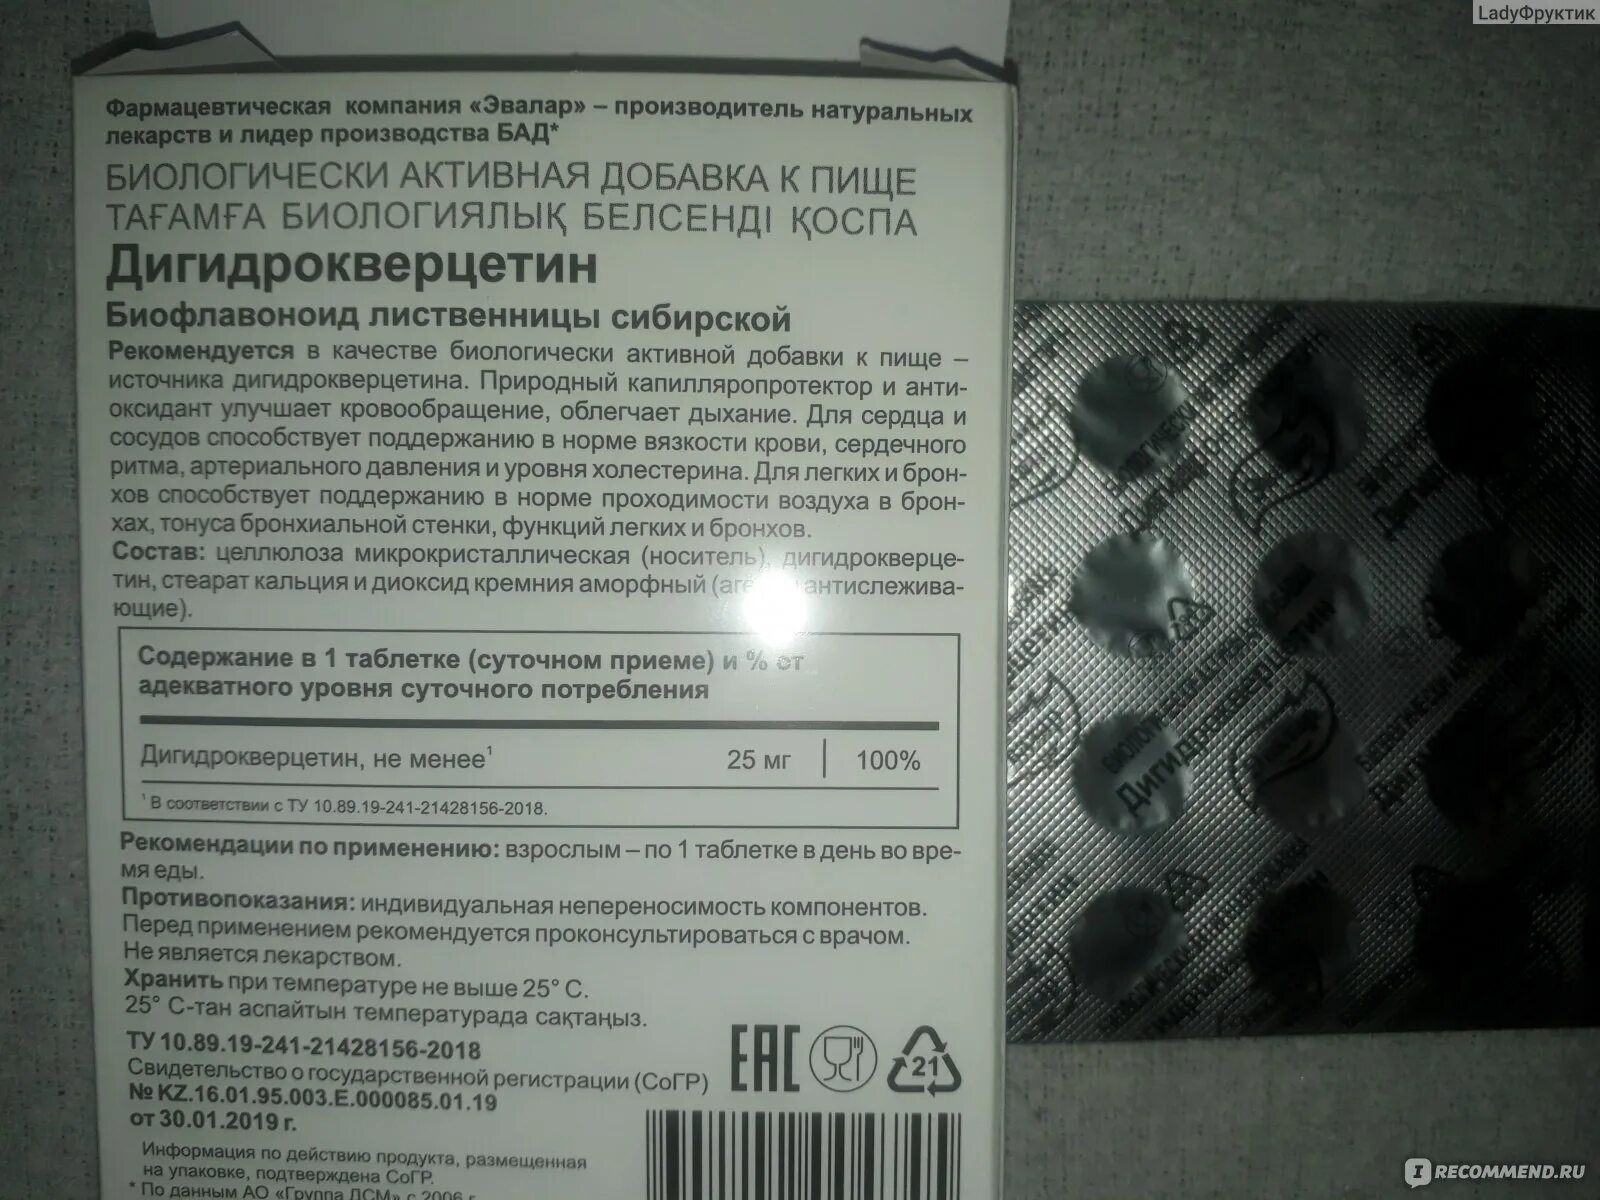 LadyФруктик
Фармацевтическая компания «Эвалар» – производитель натуральных
лекарств и лидер производства БАД*
БИОЛОГИЧЕСКИ АКТИВНАЯ ДОБАВКА К ПИЩЕ
ТАҒАМҒА БИОЛОГИЯЛЫҚ БЕЛСЕНДІ ҚОСПА
Дигидрокверцетин
Биофлавоноид лиственницы сибирской
Рекомендуется в качестве биологически активной добавки к пище –
источника дигидрокверцетина. Природный капилляропротектор и анти-
оксидант улучшает кровообращение, облегчает дыхание. Для сердца и
сосудов способствует поддержанию в норме вязкости крови, сердечного
ритма, артериального давления и уровня холестерина. Для легких и брон-
хов способствует поддержанию в норме проходимости воздуха в брон-
хах, тонуса бронхиальной стенки, функций легких и бронхов.
Состав: целлюлоза микрокристаллическая (носитель), дигидрокверце-
тин, стеарат кальция и диоксид кремния аморфный антислежива-
ющие).
Содержание в 1 таблетке (суточном приеме) и % от
адекватного уровня суточного потребления
Дигидрокверцетин, не менее¹ 25 мг | 100%
¹ В соответствии с ТУ 10.89.19-241-21428156-2018.
Рекомендации по применению: взрослым – по 1 таблетке в день во вре-
мя еды.
Противопоказания: индивидуальная непереносимость компонентов.
Перед применением рекомендуется проконсультироваться с врачом.
Не является лекарством.
Хранить при температуре не выше 25° С.
25° С-тан аспайтын температурада сақтаңыз.
ТУ 10.89.19-241-21428156-2018
Свидетельство о государственной регистрации (СоГР)
№ KZ.16.01.95.003.E.000085.01.19
от 30.01.2019 г.
EAC
21
Информация по действию продукта, размещенная
на упаковке, подтверждена СоГР.
* По данным АО «Группа ДСМ» с 2006 г.
БИОЛОГИЧЕСКИ
Дигидрокверцетин
IRECOMMEND.RU